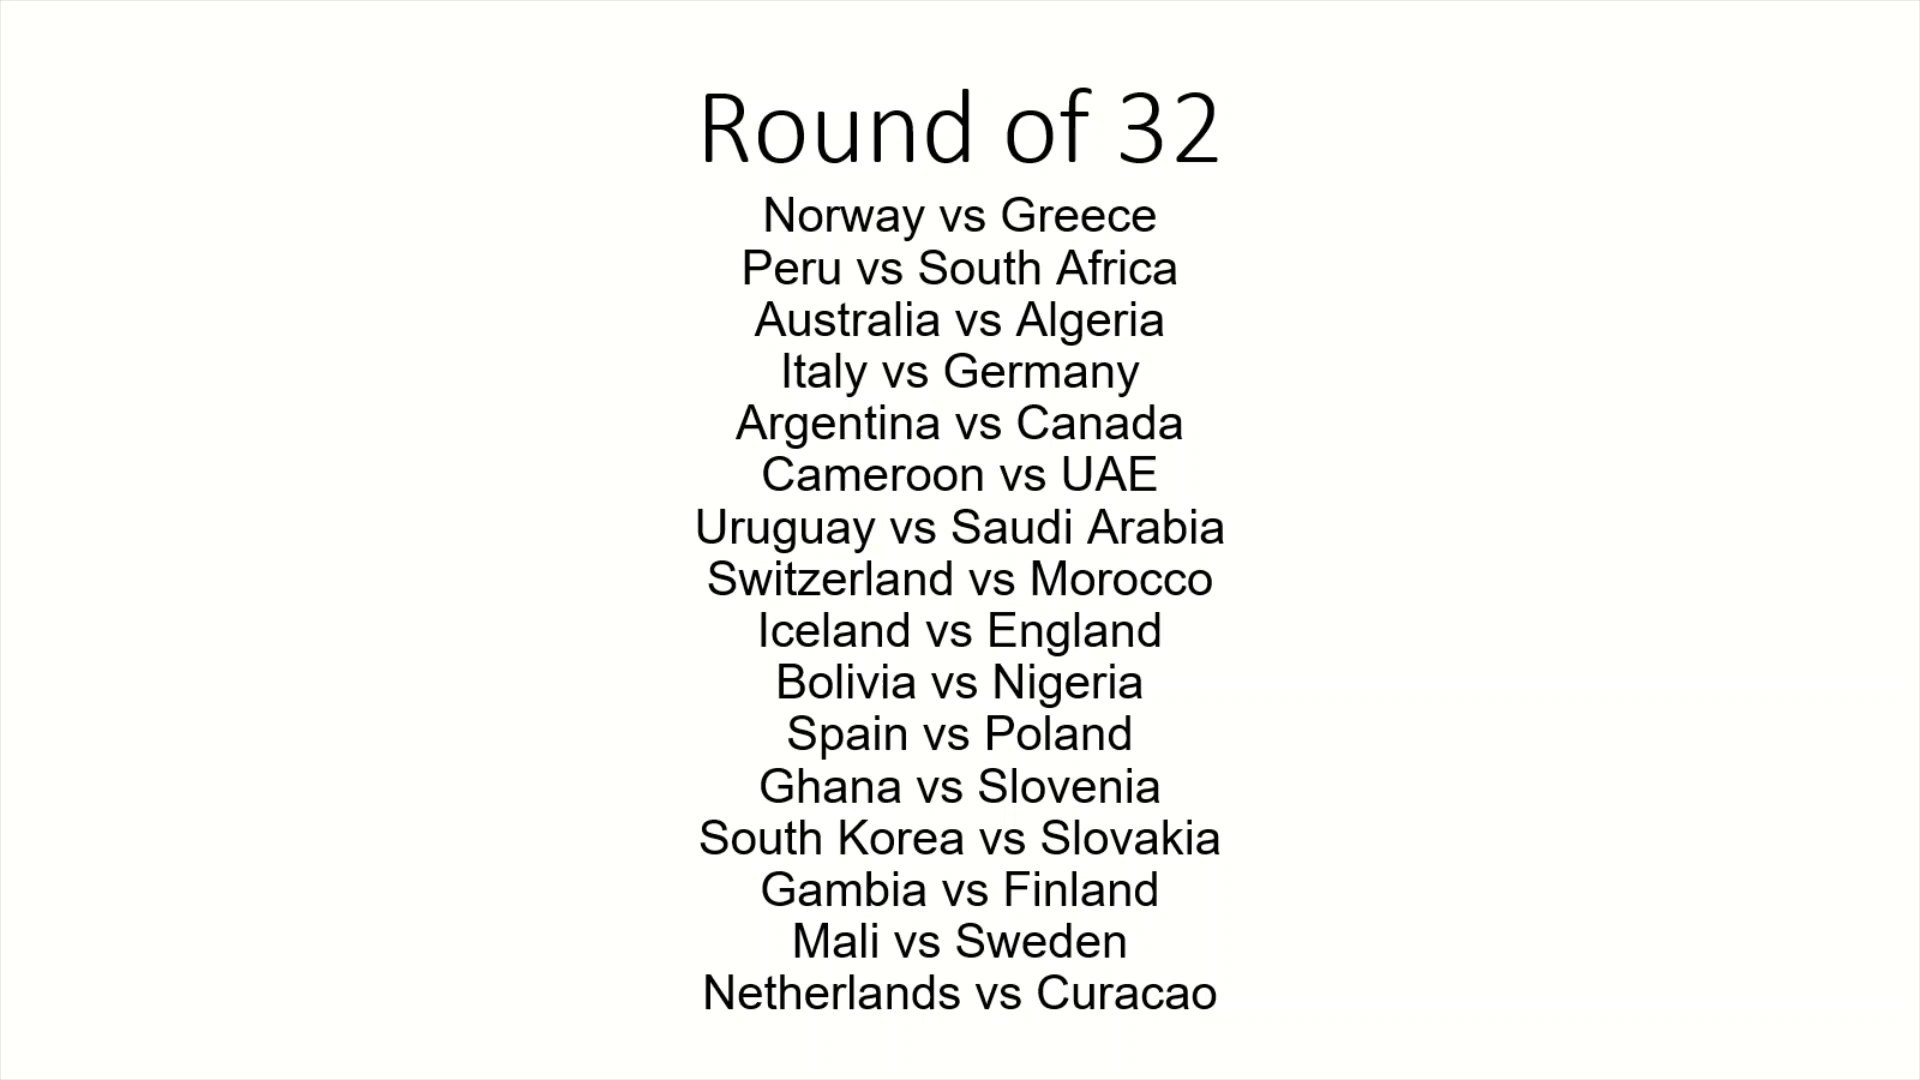 Round of 32
Norway vs Greece
Peru vs South Africa
Australia vs Algeria
Italy vs Germany
Argentina vs Canada
Cameroon vs UAE
Uruguay vs Saudi Arabia
Switzerland vs Morocco
Iceland vs England
Bolivia vs Nigeria
Spain vs Poland
Ghana vs Slovenia
South Korea vs Slovakia
Gambia vs Finland
Mali vs Sweden
Netherlands vs Curacao